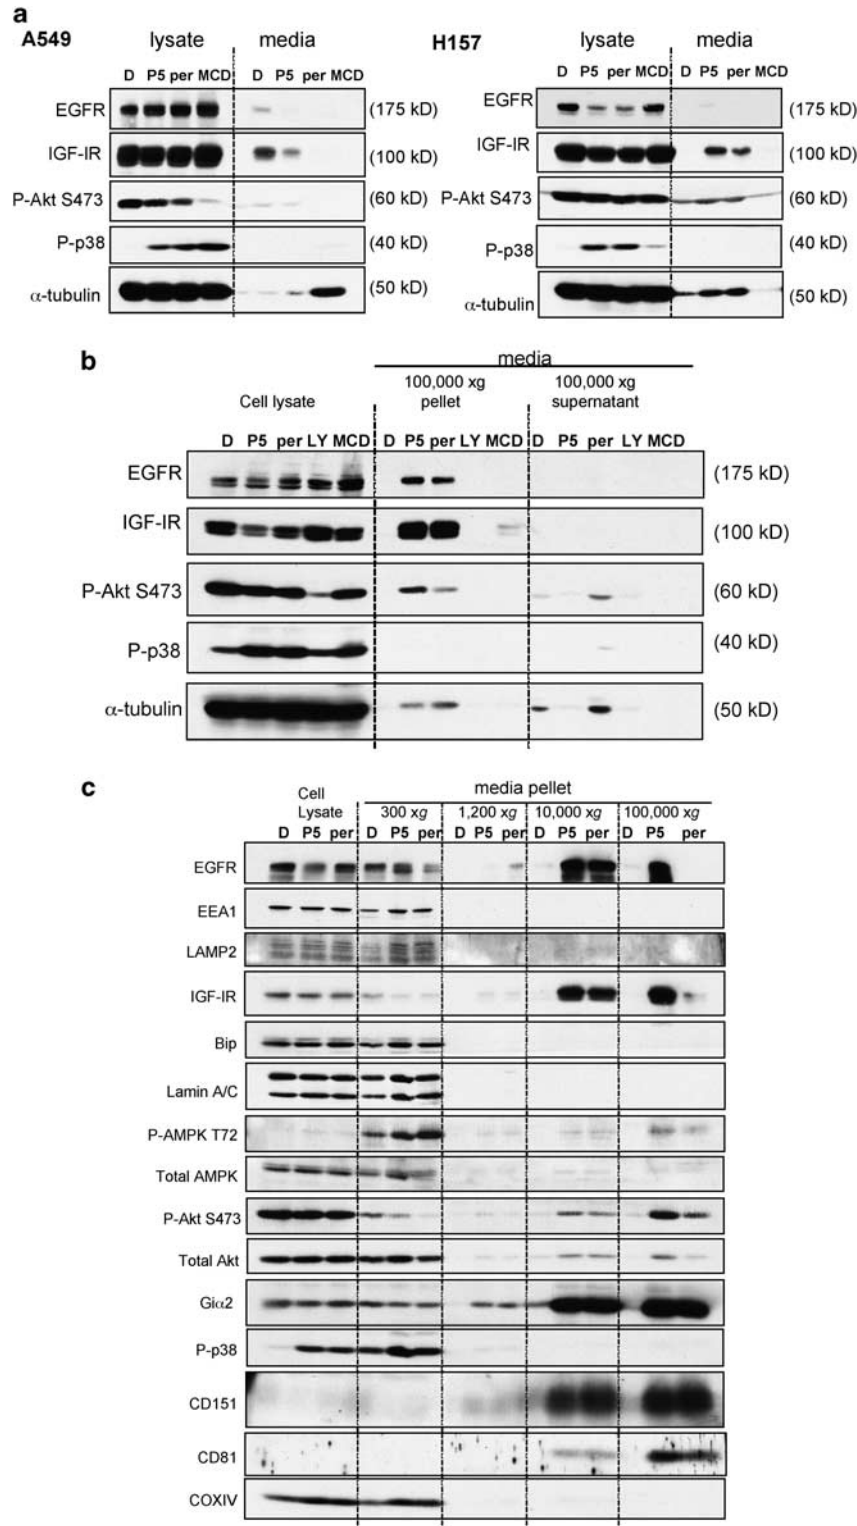 a
A549 lysate media
D P5 per MCD D P5 per MCD
EGFR (175 kD)
IGF-IR (100 kD)
P-Akt S473 (60 kD)
P-p38 (40 kD)
α-tubulin (50 kD)
H157 lysate media
D P5 per MCD D P5 per MCD
EGFR (175 kD)
IGF-IR (100 kD)
P-Akt S473 (60 kD)
P-p38 (40 kD)
α-tubulin (50 kD)
b
media
Cell lysate 100,000 xg pellet 100,000 xg supernatant
D P5 per LY MCD D P5 per LY MCD D P5 per LY MCD
EGFR (175 kD)
IGF-IR (100 kD)
P-Akt S473 (60 kD)
P-p38 (40 kD)
α-tubulin (50 kD)
c
media pellet
Cell Lysate 300 xg 1,200 xg 10,000 xg 100,000 xg
D P5 per D P5 per D P5 per D P5 per D P5 per
EGFR
EEA1
LAMP2
IGF-IR
Bip
Lamin A/C
P-AMPK T72
Total AMPK
P-Akt S473
Total Akt
Giα2
P-p38
CD151
CD81
COXIV